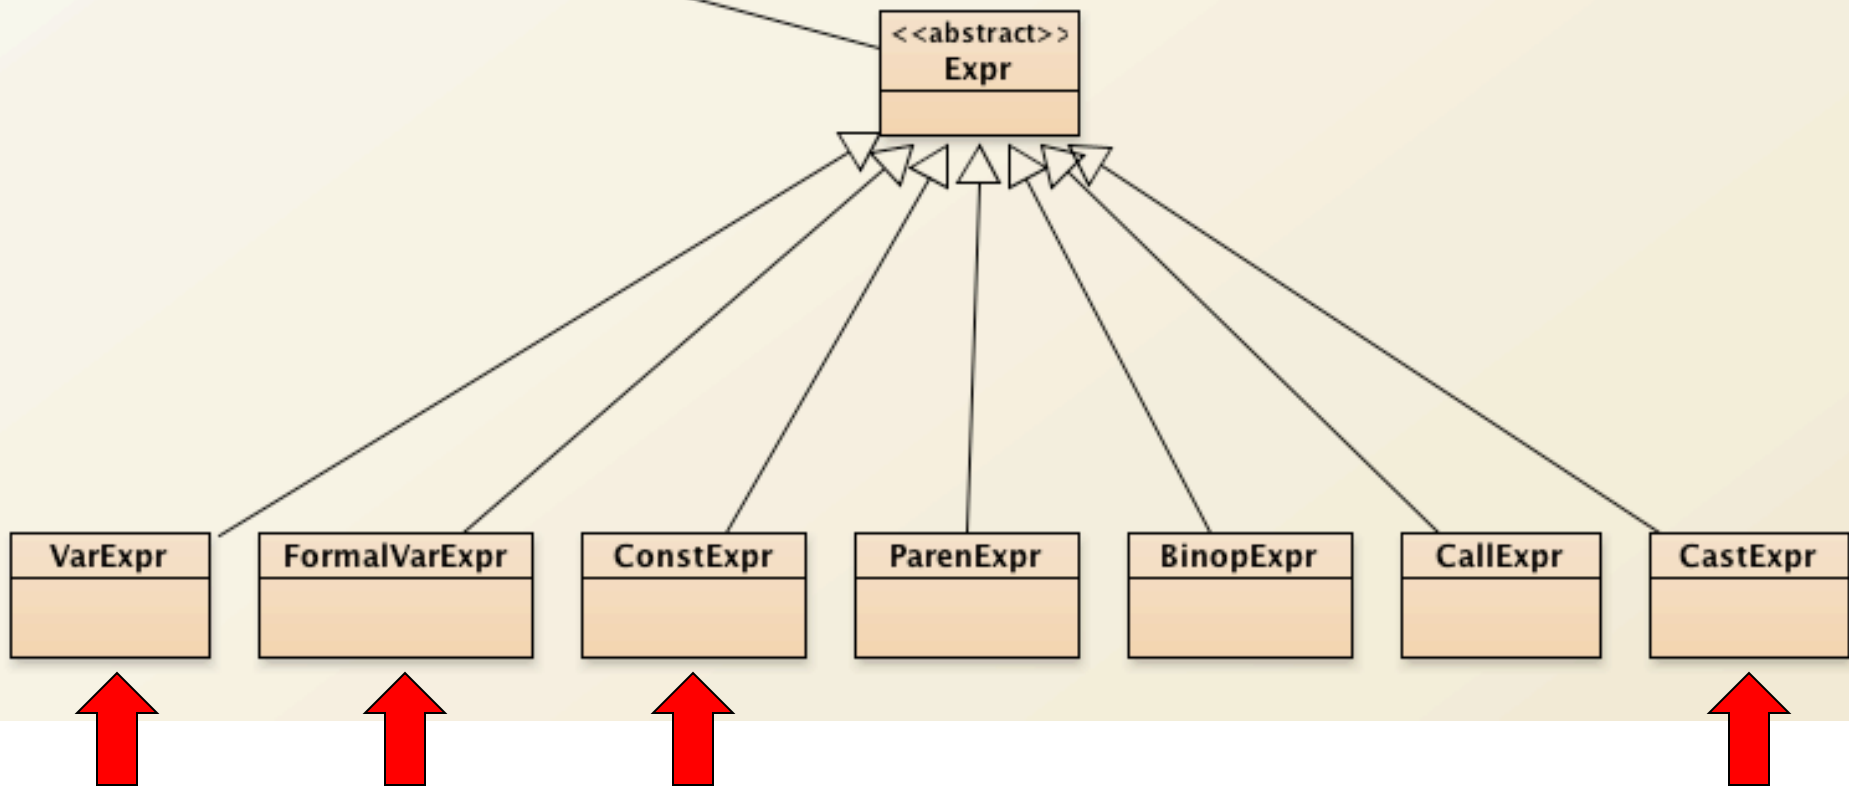 <<abstract>>
Expr
VarExpr
FormalVarExpr
ConstExpr
ParenExpr
BinopExpr
CallExpr
CastExpr